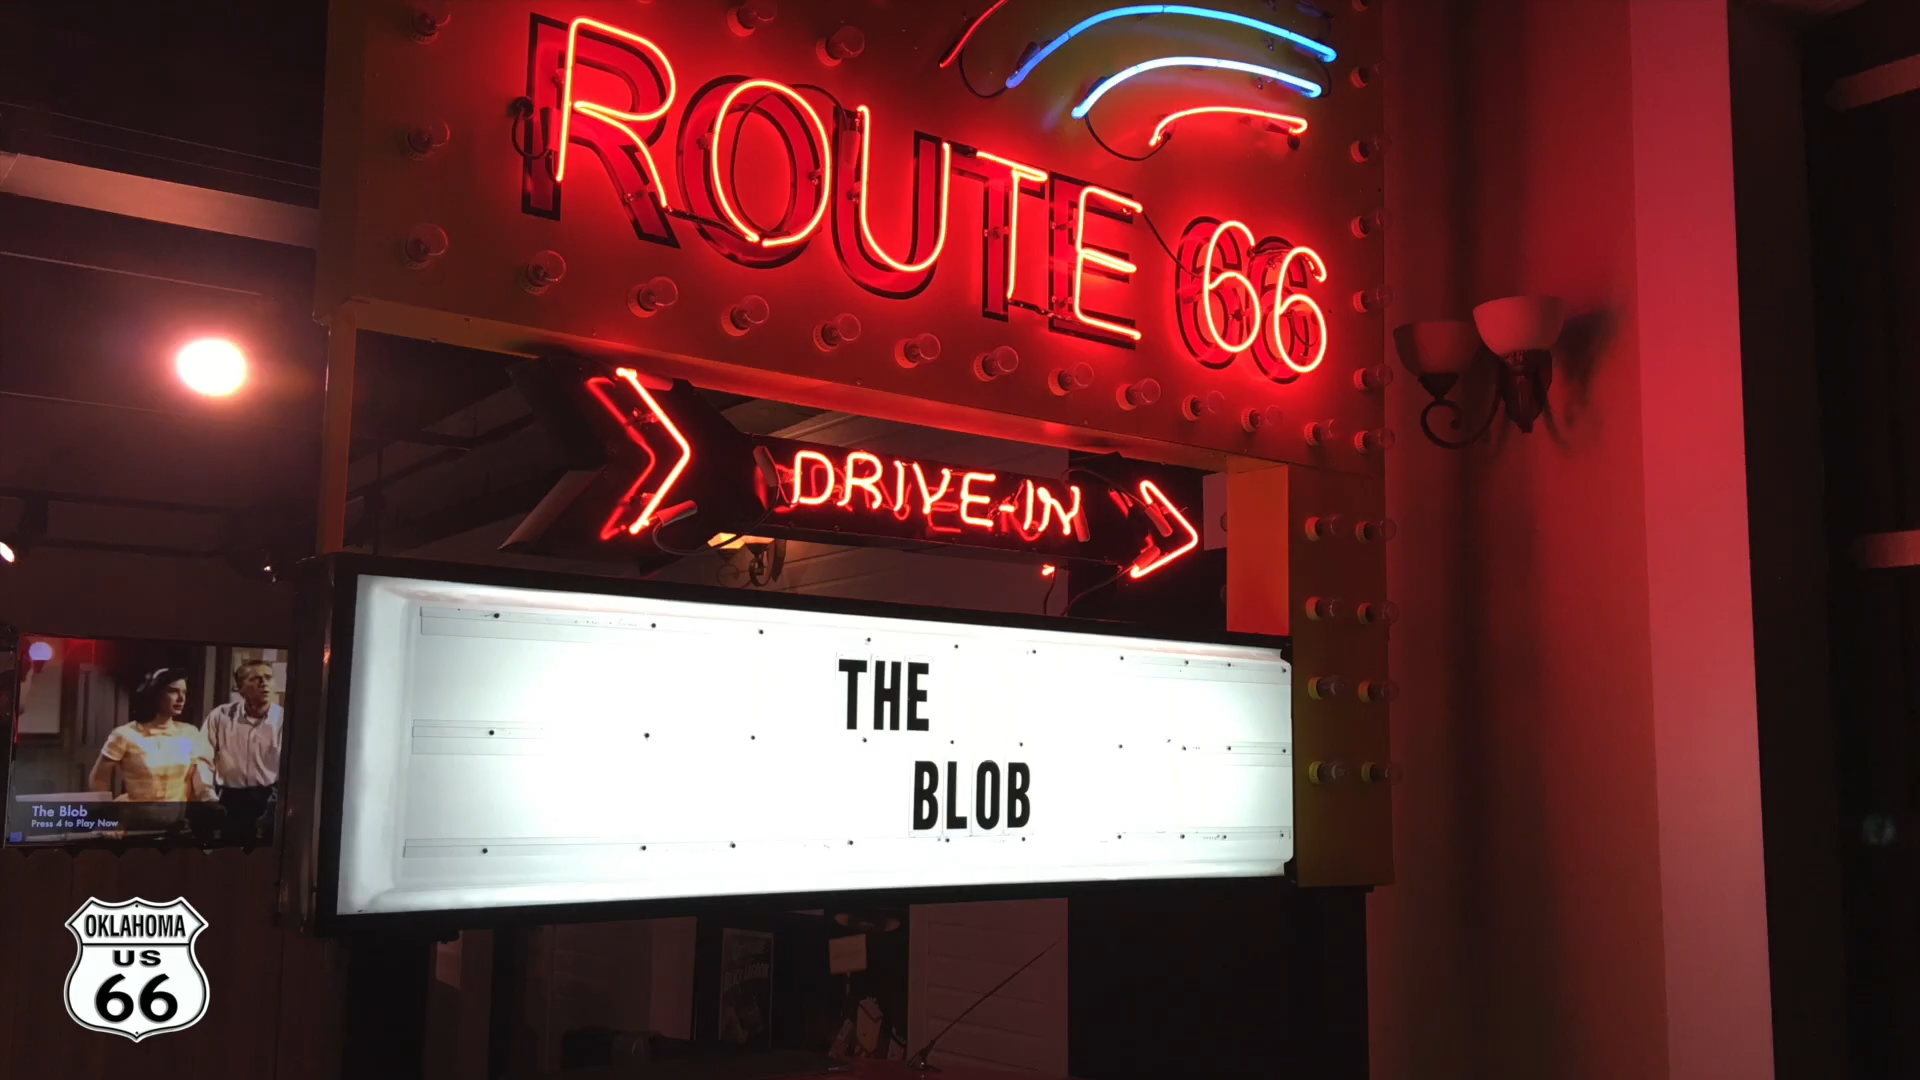 ROUTE 66
DRIVE-IN
THE
BLOB
The Blob
Press 4 to Play Now
OKLAHOMA
US
66